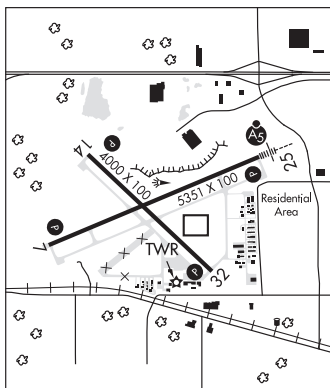 A5
P
14
4000 X 100
25
P
5351 X 100
Residential
Area
P
7
TWR
P
32